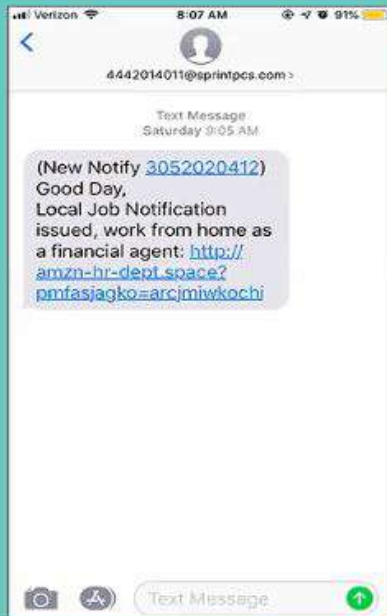 Verizon 8:07 AM 91%
4442014011@sprintpcs.com >
Text Message
Saturday 9:05 AM
(New Notify 3052020412)
Good Day,
Local Job Notification
issued, work from home as
a financial agent: http://
amzn-hr-dept.space?
pmfasjagko=arcjmiwkochi
Text Message